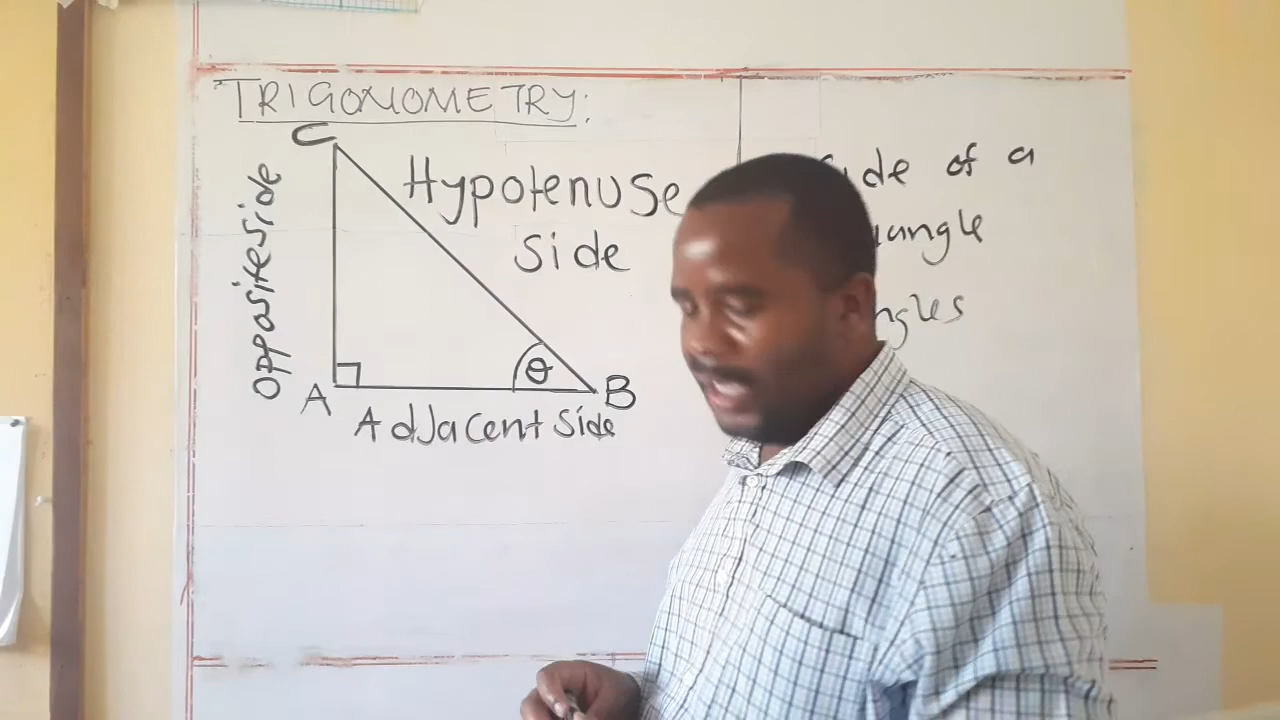 TRIGONOMETRY:
C
Hypotenuse
Side
Opposite side
θ
A
B
Adjacent Side
of a